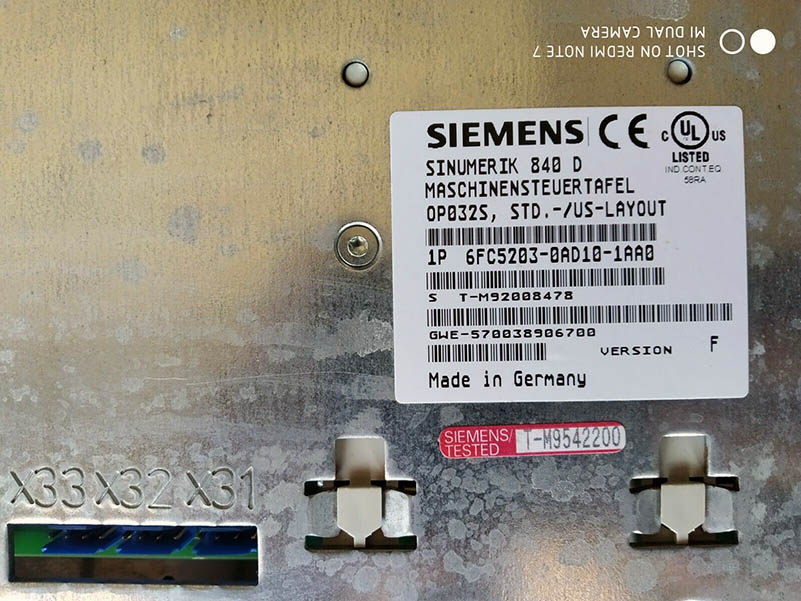 SHOT ON REDMI NOTE 7
MI DUAL CAMERA
SIEMENS CE C UL US
LISTED
IND.CONT.EQ
58RA
SINUMERIK 840 D
MASCHINENSTEUERTAFEL
OP032S, STD.-/US-LAYOUT
1P 6FC5203-0AD10-1AA0
S T-M92008478
GWE-570038906700
VERSION F
Made in Germany
SIEMENS/
TESTED
T-M9542200
X33 X32 X31